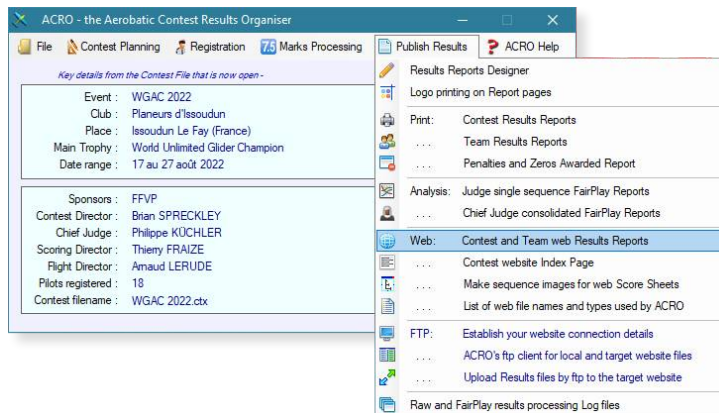 ACRO - the Aerobatic Contest Results Organiser
File Contest Planning Registration 7.5 Marks Processing Publish Results ? ACRO Help
Key details from the Contest File that is now open -
Event : WGAC 2022
Club : Planeurs d'Issoudun
Place : Issoudun Le Fay (France)
Main Trophy : World Unlimited Glider Champion
Date range : 17 au 27 août 2022
Sponsors : FFVP
Contest Director : Brian SPRECKLEY
Chief Judge : Philippe KÜCHLER
Scoring Director : Thierry FRAIZE
Flight Director : Arnaud LERUDE
Pilots registered : 18
Contest filename : WGAC 2022.ctx
Results Reports Designer
Logo printing on Report pages
Print: Contest Results Reports
. . . Team Results Reports
. . . Penalties and Zeros Awarded Report
Analysis: Judge single sequence FairPlay Reports
. . . Chief Judge consolidated FairPlay Reports
Web: Contest and Team web Results Reports
. . . Contest website Index Page
. . . Make sequence images for web Score Sheets
. . . List of web file names and types used by ACRO
FTP: Establish your website connection details
. . . ACRO's ftp client for local and target website files
. . . Upload Results files by ftp to the target website
Raw and FairPlay results processing Log files